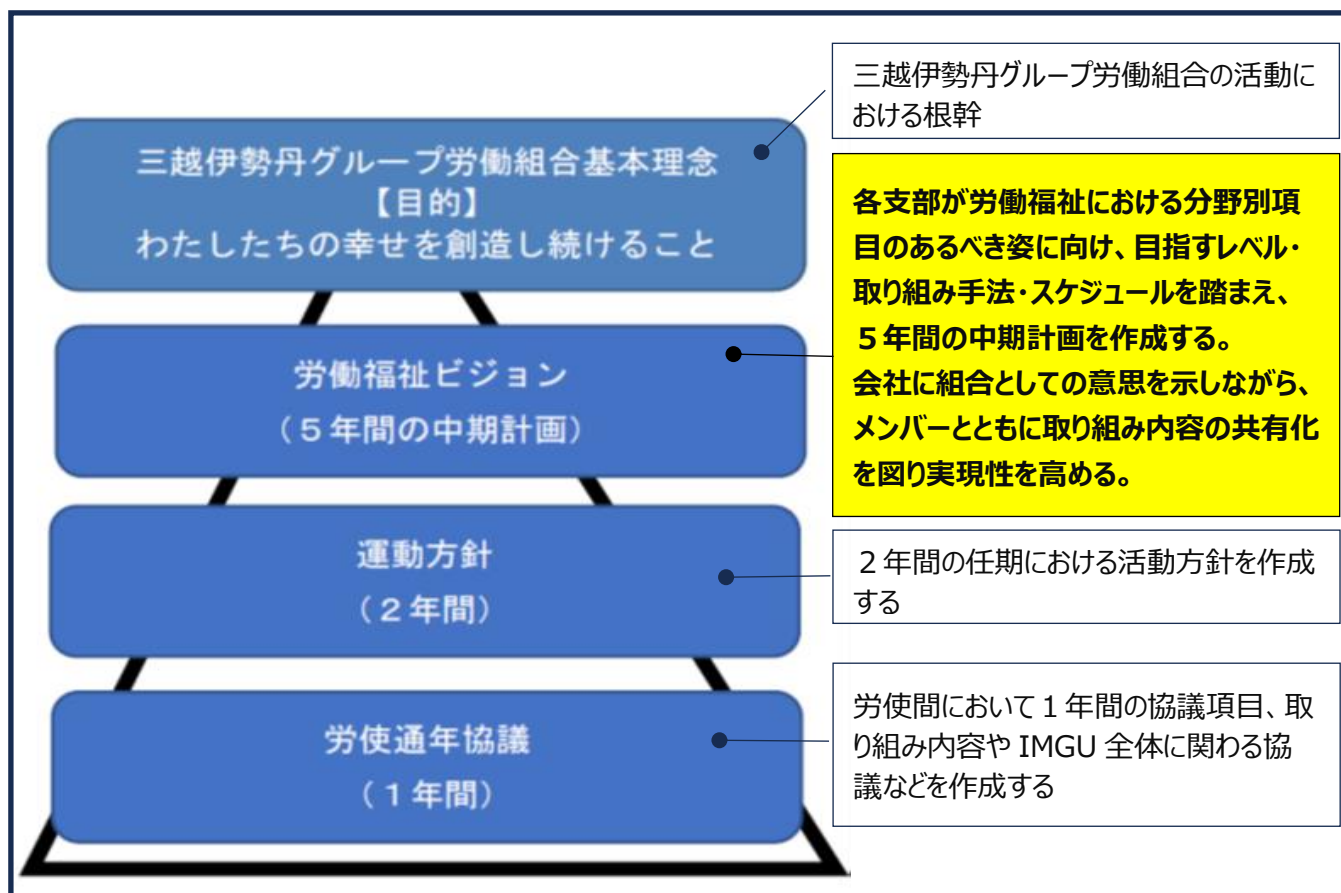 三越伊勢丹グループ労働組合基本理念
【目的】
わたしたちの幸せを創造し続けること
三越伊勢丹グループ労働組合の活動に
おける根幹
労働福祉ビジョン
（５年間の中期計画）
各支部が労働福祉における分野別項
目のあるべき姿に向け、目指すレベル・
取り組み手法・スケジュールを踏まえ、
５年間の中期計画を作成する。
会社に組合としての意思を示しながら、
メンバーとともに取り組み内容の共有化
を図り実現性を高める。
運動方針
（２年間）
２年間の任期における活動方針を作成
する
労使通年協議
（１年間）
労使間において１年間の協議項目、取
り組み内容や IMGU 全体に関わる協
議などを作成する